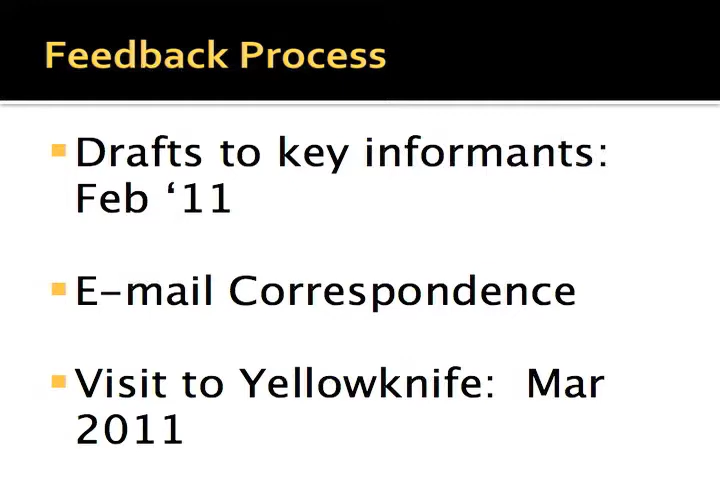 Feedback Process
Drafts to key informants:
Feb ‘11
E-mail Correspondence
Visit to Yellowknife:  Mar
2011